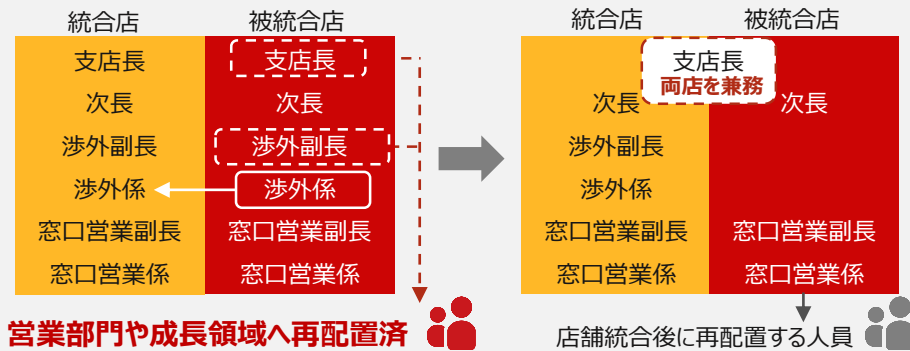 統合店
被統合店
支店長
支店長
次長
次長
渉外副長
渉外副長
渉外係
渉外係
窓口営業副長
窓口営業副長
窓口営業係
窓口営業係
営業部門や成長領域へ再配置済
統合店
被統合店
支店長
両店を兼務
次長
次長
渉外副長
渉外係
窓口営業副長
窓口営業副長
窓口営業係
窓口営業係
店舗統合後に再配置する人員